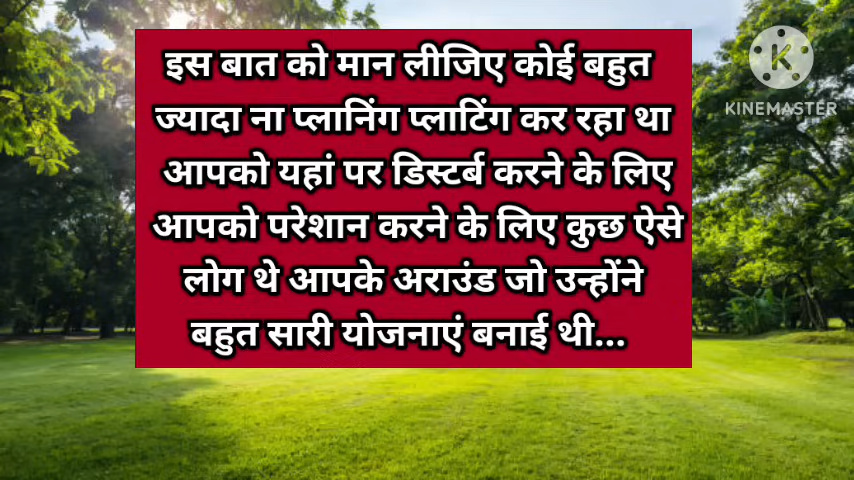 इस बात को मान लीजिए कोई बहुत
ज्यादा ना प्लानिंग प्लाटिंग कर रहा था
आपको यहां पर डिस्टर्ब करने के लिए
आपको परेशान करने के लिए कुछ ऐसे
लोग थे आपके अराउंड जो उन्होंने
बहुत सारी योजनाएं बनाई थी...
K
KINEMASTER